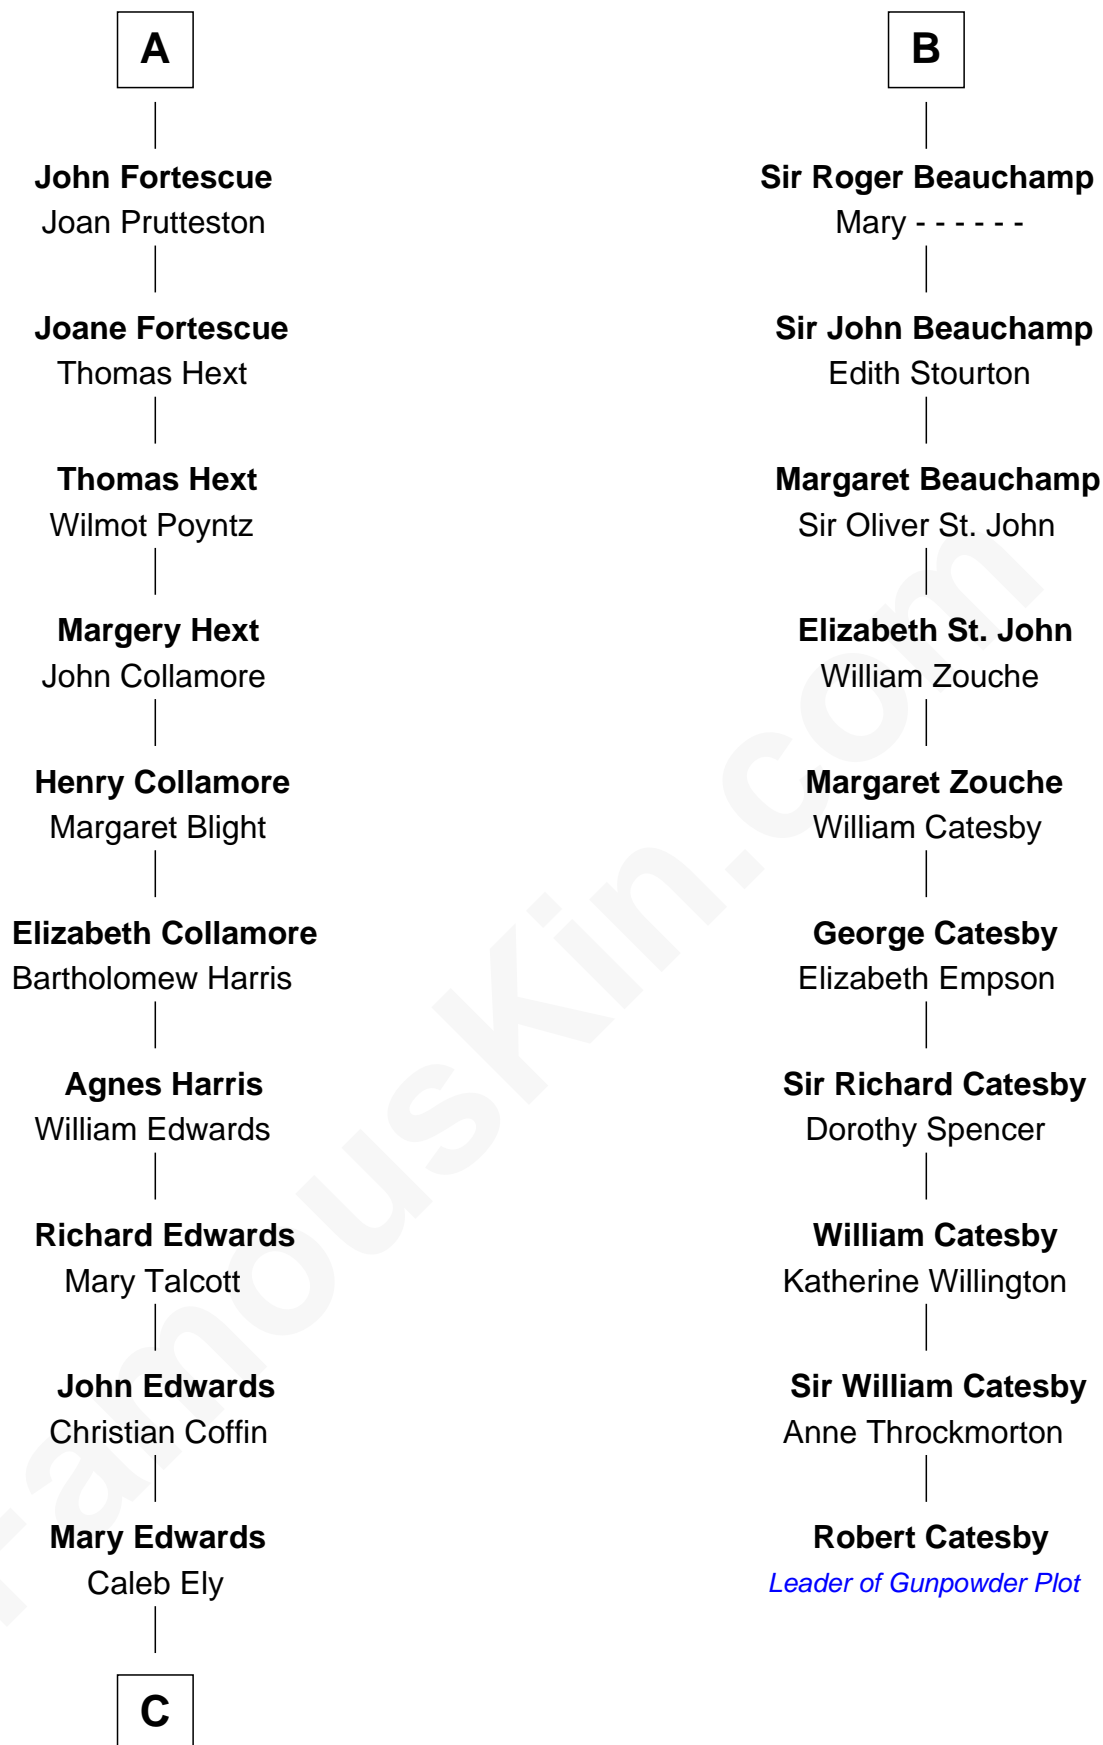 A
John Fortescue
Joan Prutteston
Joane Fortescue
Thomas Hext
Thomas Hext
Wilmot Poyntz
Margery Hext
John Collamore
Henry Collamore
Margaret Blight
Elizabeth Collamore
Bartholomew Harris
Agnes Harris
William Edwards
Richard Edwards
Mary Talcott
John Edwards
Christian Coffin
Mary Edwards
Caleb Ely
C
B
Sir Roger Beauchamp
Mary - - - - - -
Sir John Beauchamp
Edith Stourton
Margaret Beauchamp
Sir Oliver St. John
Elizabeth St. John
William Zouche
Margaret Zouche
William Catesby
George Catesby
Elizabeth Empson
Sir Richard Catesby
Dorothy Spencer
William Catesby
Katherine Willington
Sir William Catesby
Anne Throckmorton
Robert Catesby
Leader of Gunpowder Plot
FamousKin.com